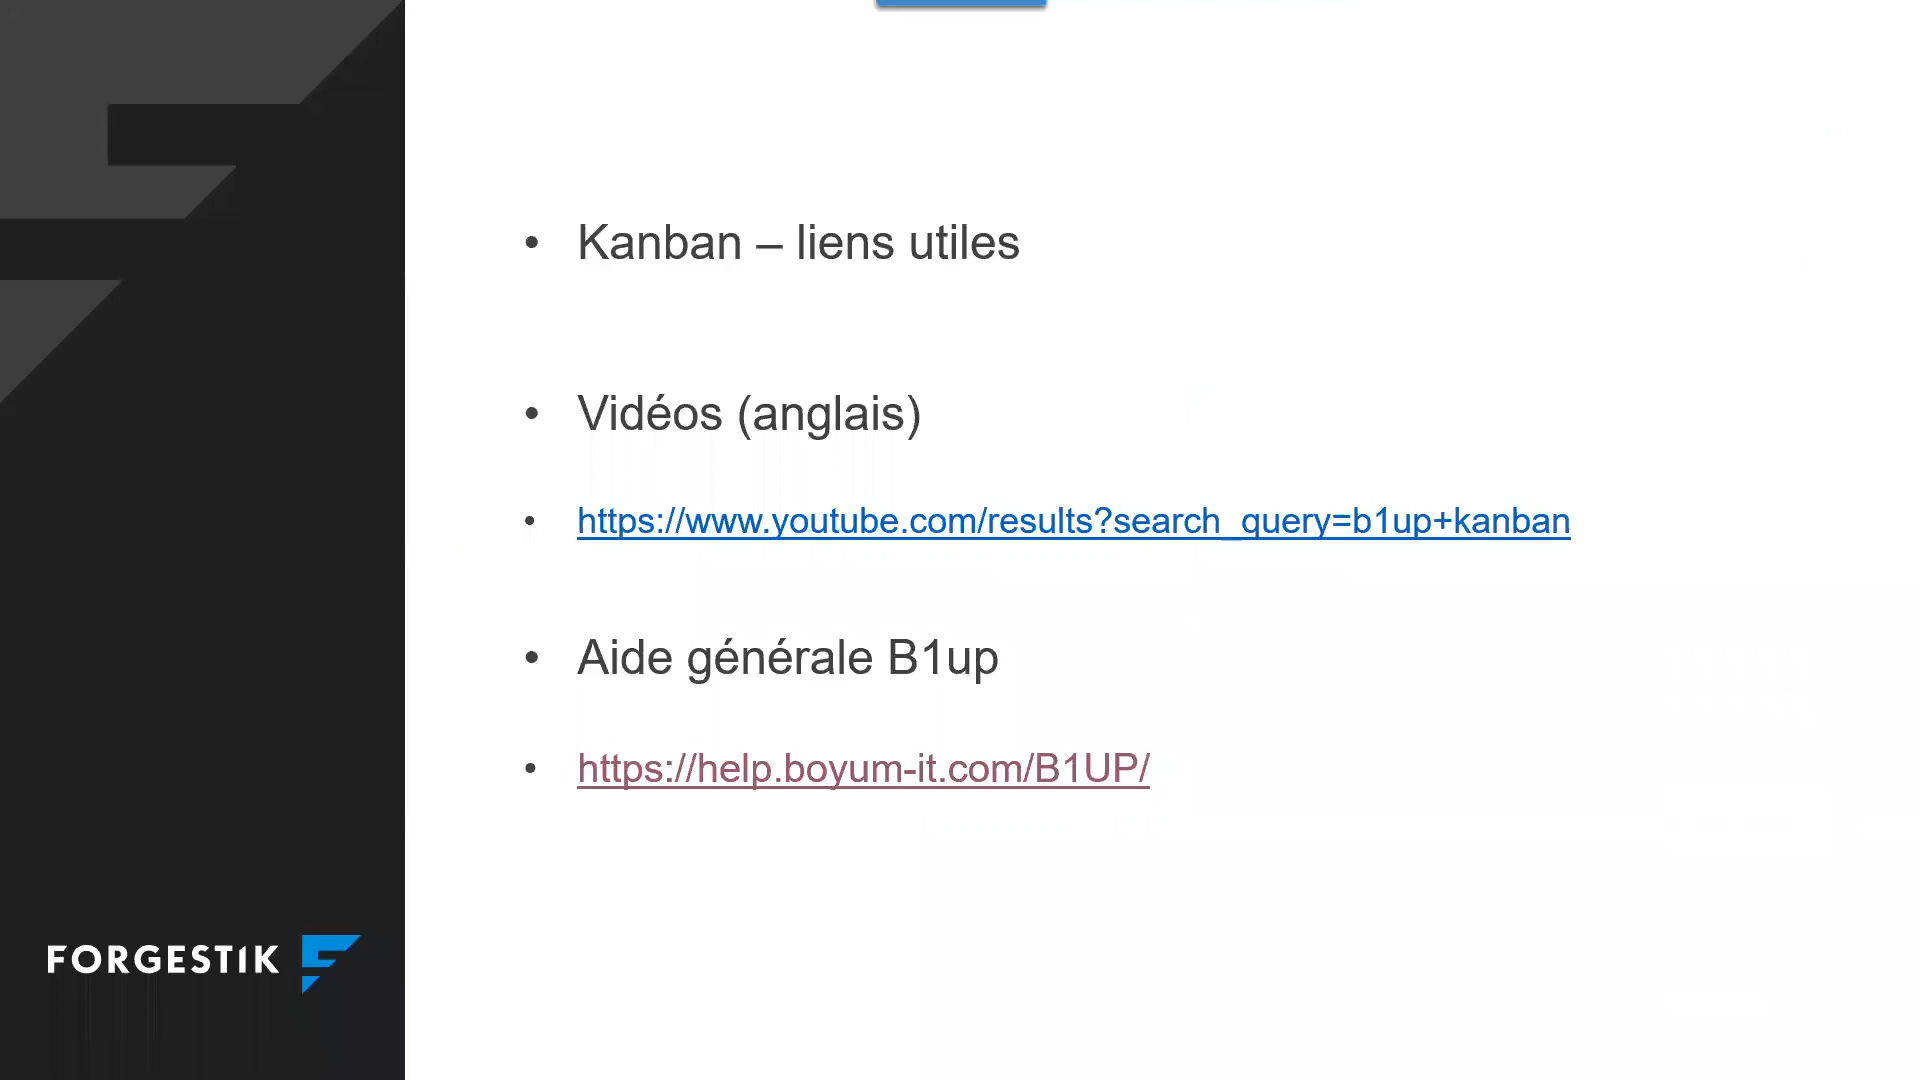 • Kanban – liens utiles
• Vidéos (anglais)
• https://www.youtube.com/results?search_query=b1up+kanban
• Aide générale B1up
• https://help.boyum-it.com/B1UP/
FORGESTIK